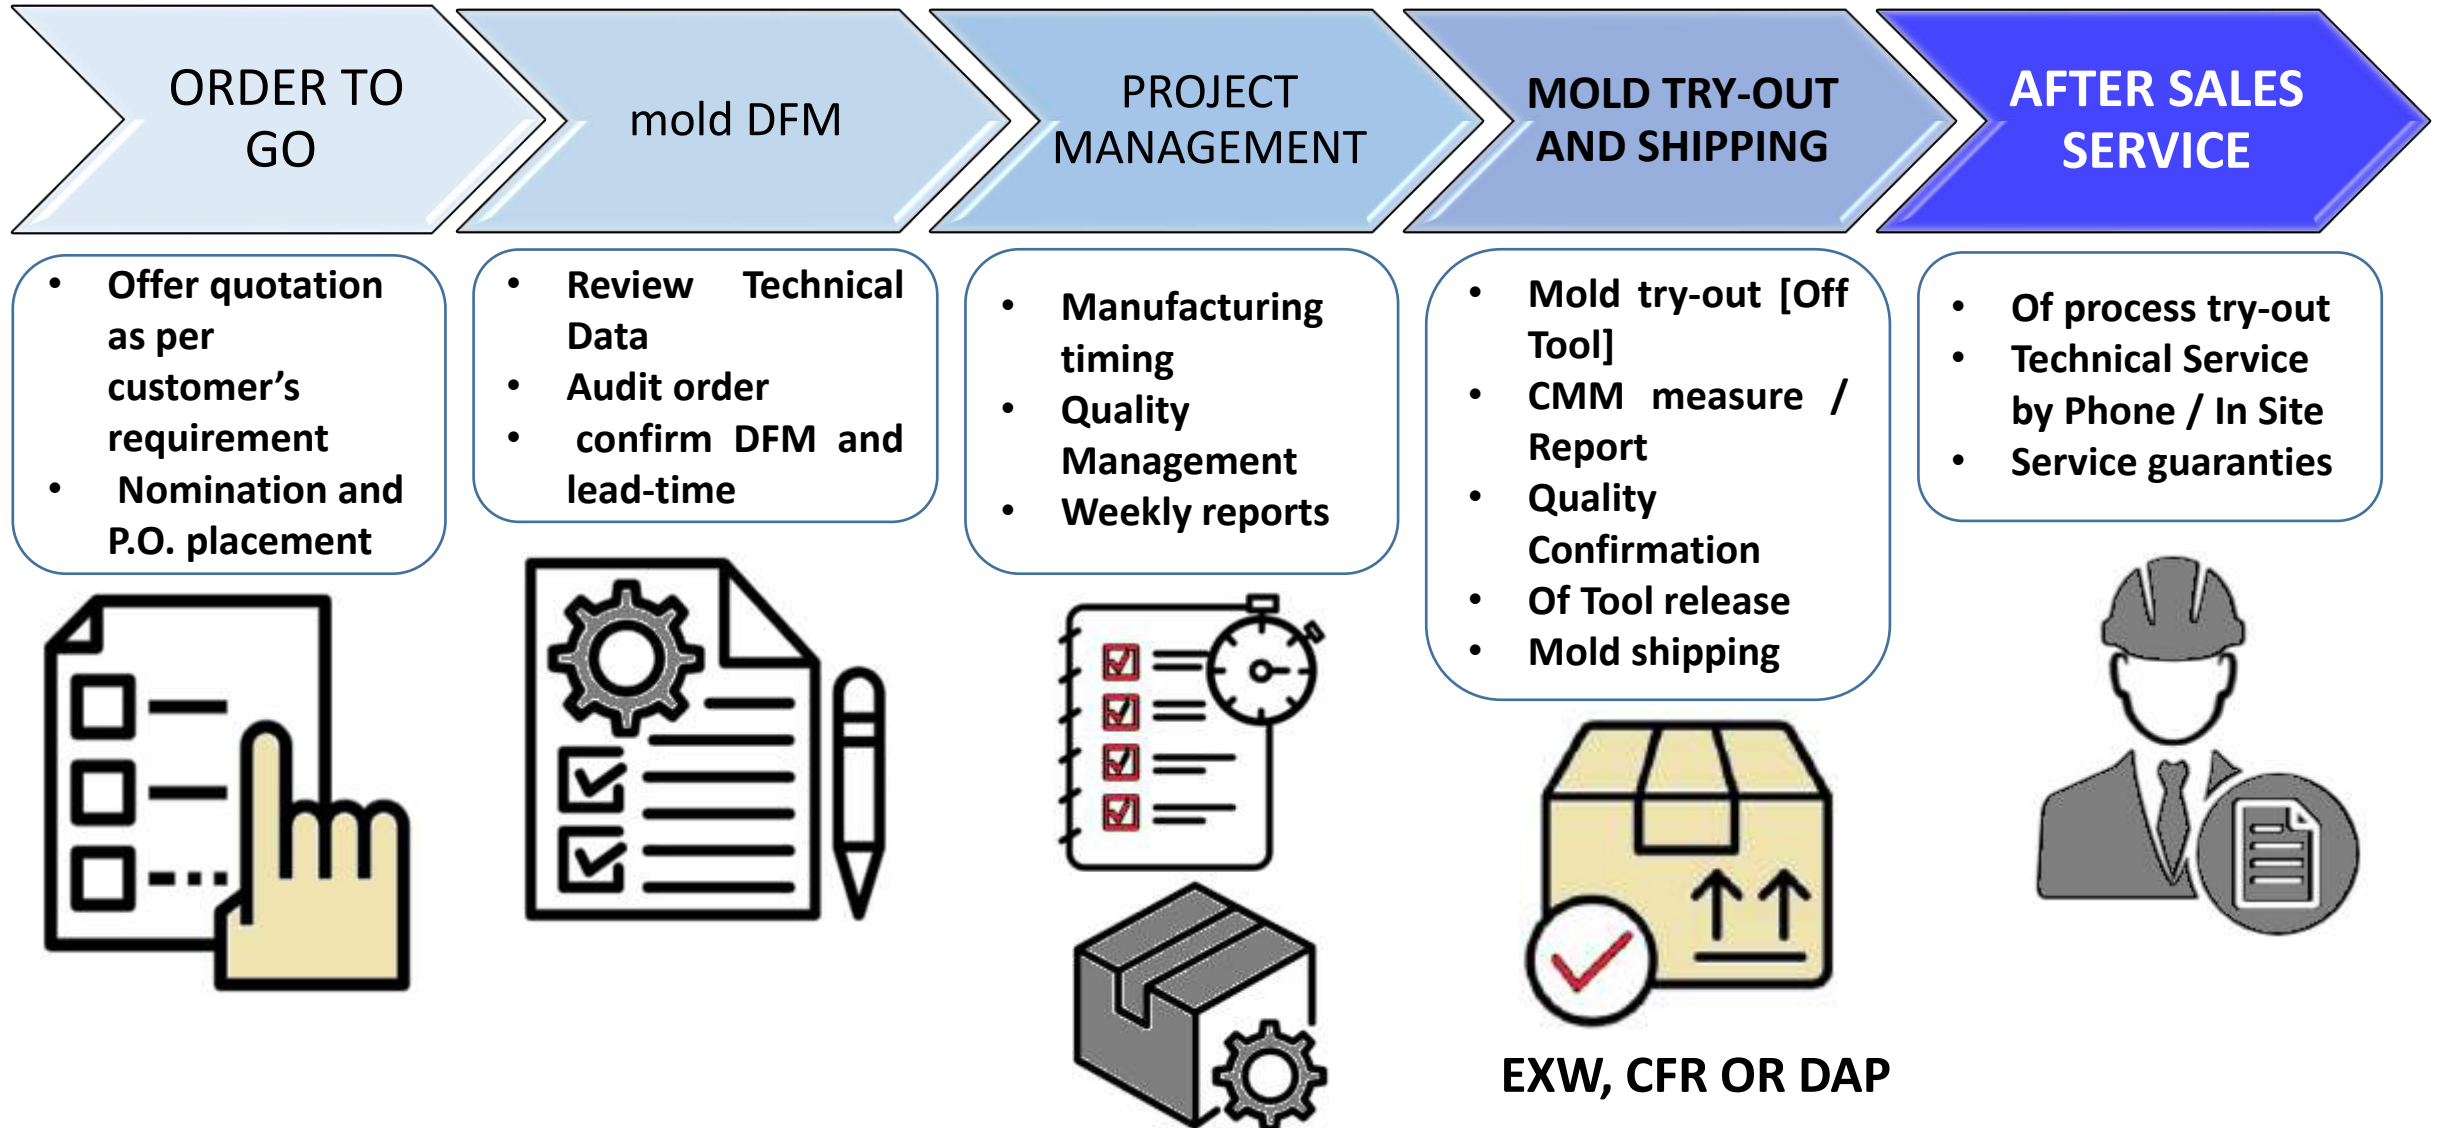 ORDER TO
GO
mold DFM
PROJECT
MANAGEMENT
MOLD TRY-OUT
AND SHIPPING
AFTER SALES
SERVICE
• Offer quotation
as per
customer’s
requirement
• Nomination and
P.O. placement
• Review Technical
Data
• Audit order
• confirm DFM and
lead-time
• Manufacturing
timing
• Quality
Management
• Weekly reports
• Mold try-out [Off
Tool]
• CMM measure /
Report
• Quality
Confirmation
• Of Tool release
• Mold shipping
• Of process try-out
• Technical Service
by Phone / In Site
• Service guaranties
EXW, CFR OR DAP